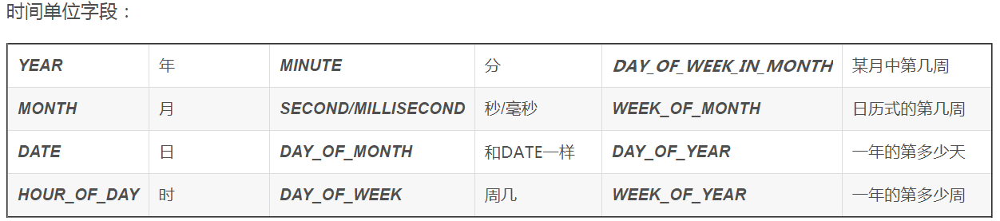 时间单位字段：
YEAR 年 MINUTE 分 DAY_OF_WEEK_IN_MONTH 某月中第几周
MONTH 月 SECOND/MILLISECOND 秒/毫秒 WEEK_OF_MONTH 日历式的第几周
DATE 日 DAY_OF_MONTH 和DATE一样 DAY_OF_YEAR 一年的第多少天
HOUR_OF_DAY 时 DAY_OF_WEEK 周几 WEEK_OF_YEAR 一年的第多少周